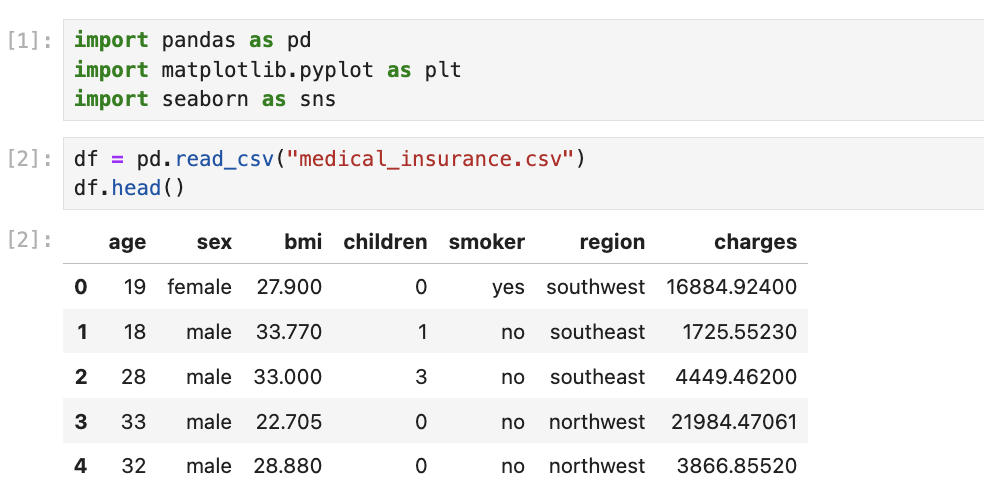 [1]: import pandas as pd
import matplotlib.pyplot as plt
import seaborn as sns
[2]: df = pd.read_csv("medical_insurance.csv")
df.head()
[2]: age sex bmi children smoker region charges
0 19 female 27.900 0 yes southwest 16884.92400
1 18 male 33.770 1 no southeast 1725.55230
2 28 male 33.000 3 no southeast 4449.46200
3 33 male 22.705 0 no northwest 21984.47061
4 32 male 28.880 0 no northwest 3866.85520